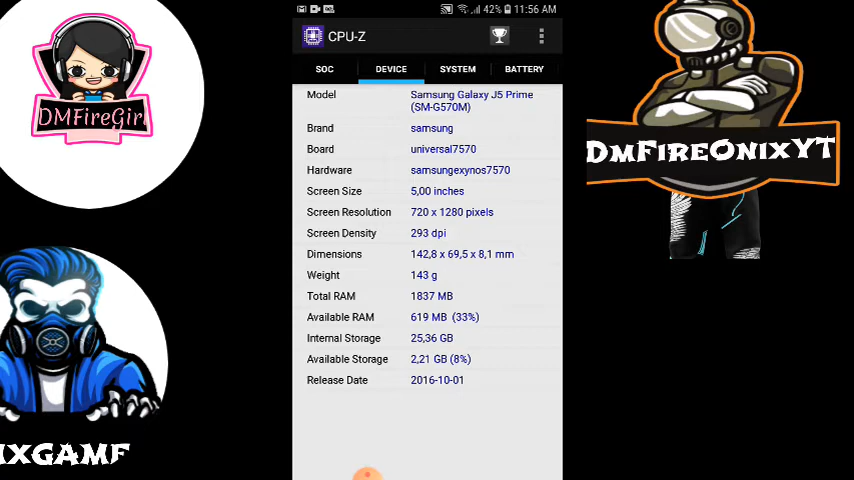 42% 11:56 AM
CPU-Z
SOC DEVICE SYSTEM BATTERY
Model Samsung Galaxy J5 Prime
(SM-G570M)
Brand samsung
Board universal7570
Hardware samsungexynos7570
Screen Size 5,00 inches
Screen Resolution 720 x 1280 pixels
Screen Density 293 dpi
Dimensions 142,8 x 69,5 x 8,1 mm
Weight 143 g
Total RAM 1837 MB
Available RAM 619 MB (33%)
Internal Storage 25,36 GB
Available Storage 2,21 GB (8%)
Release Date 2016-10-01
DMFireGirl
DmFireOnixYT
IXGAMF